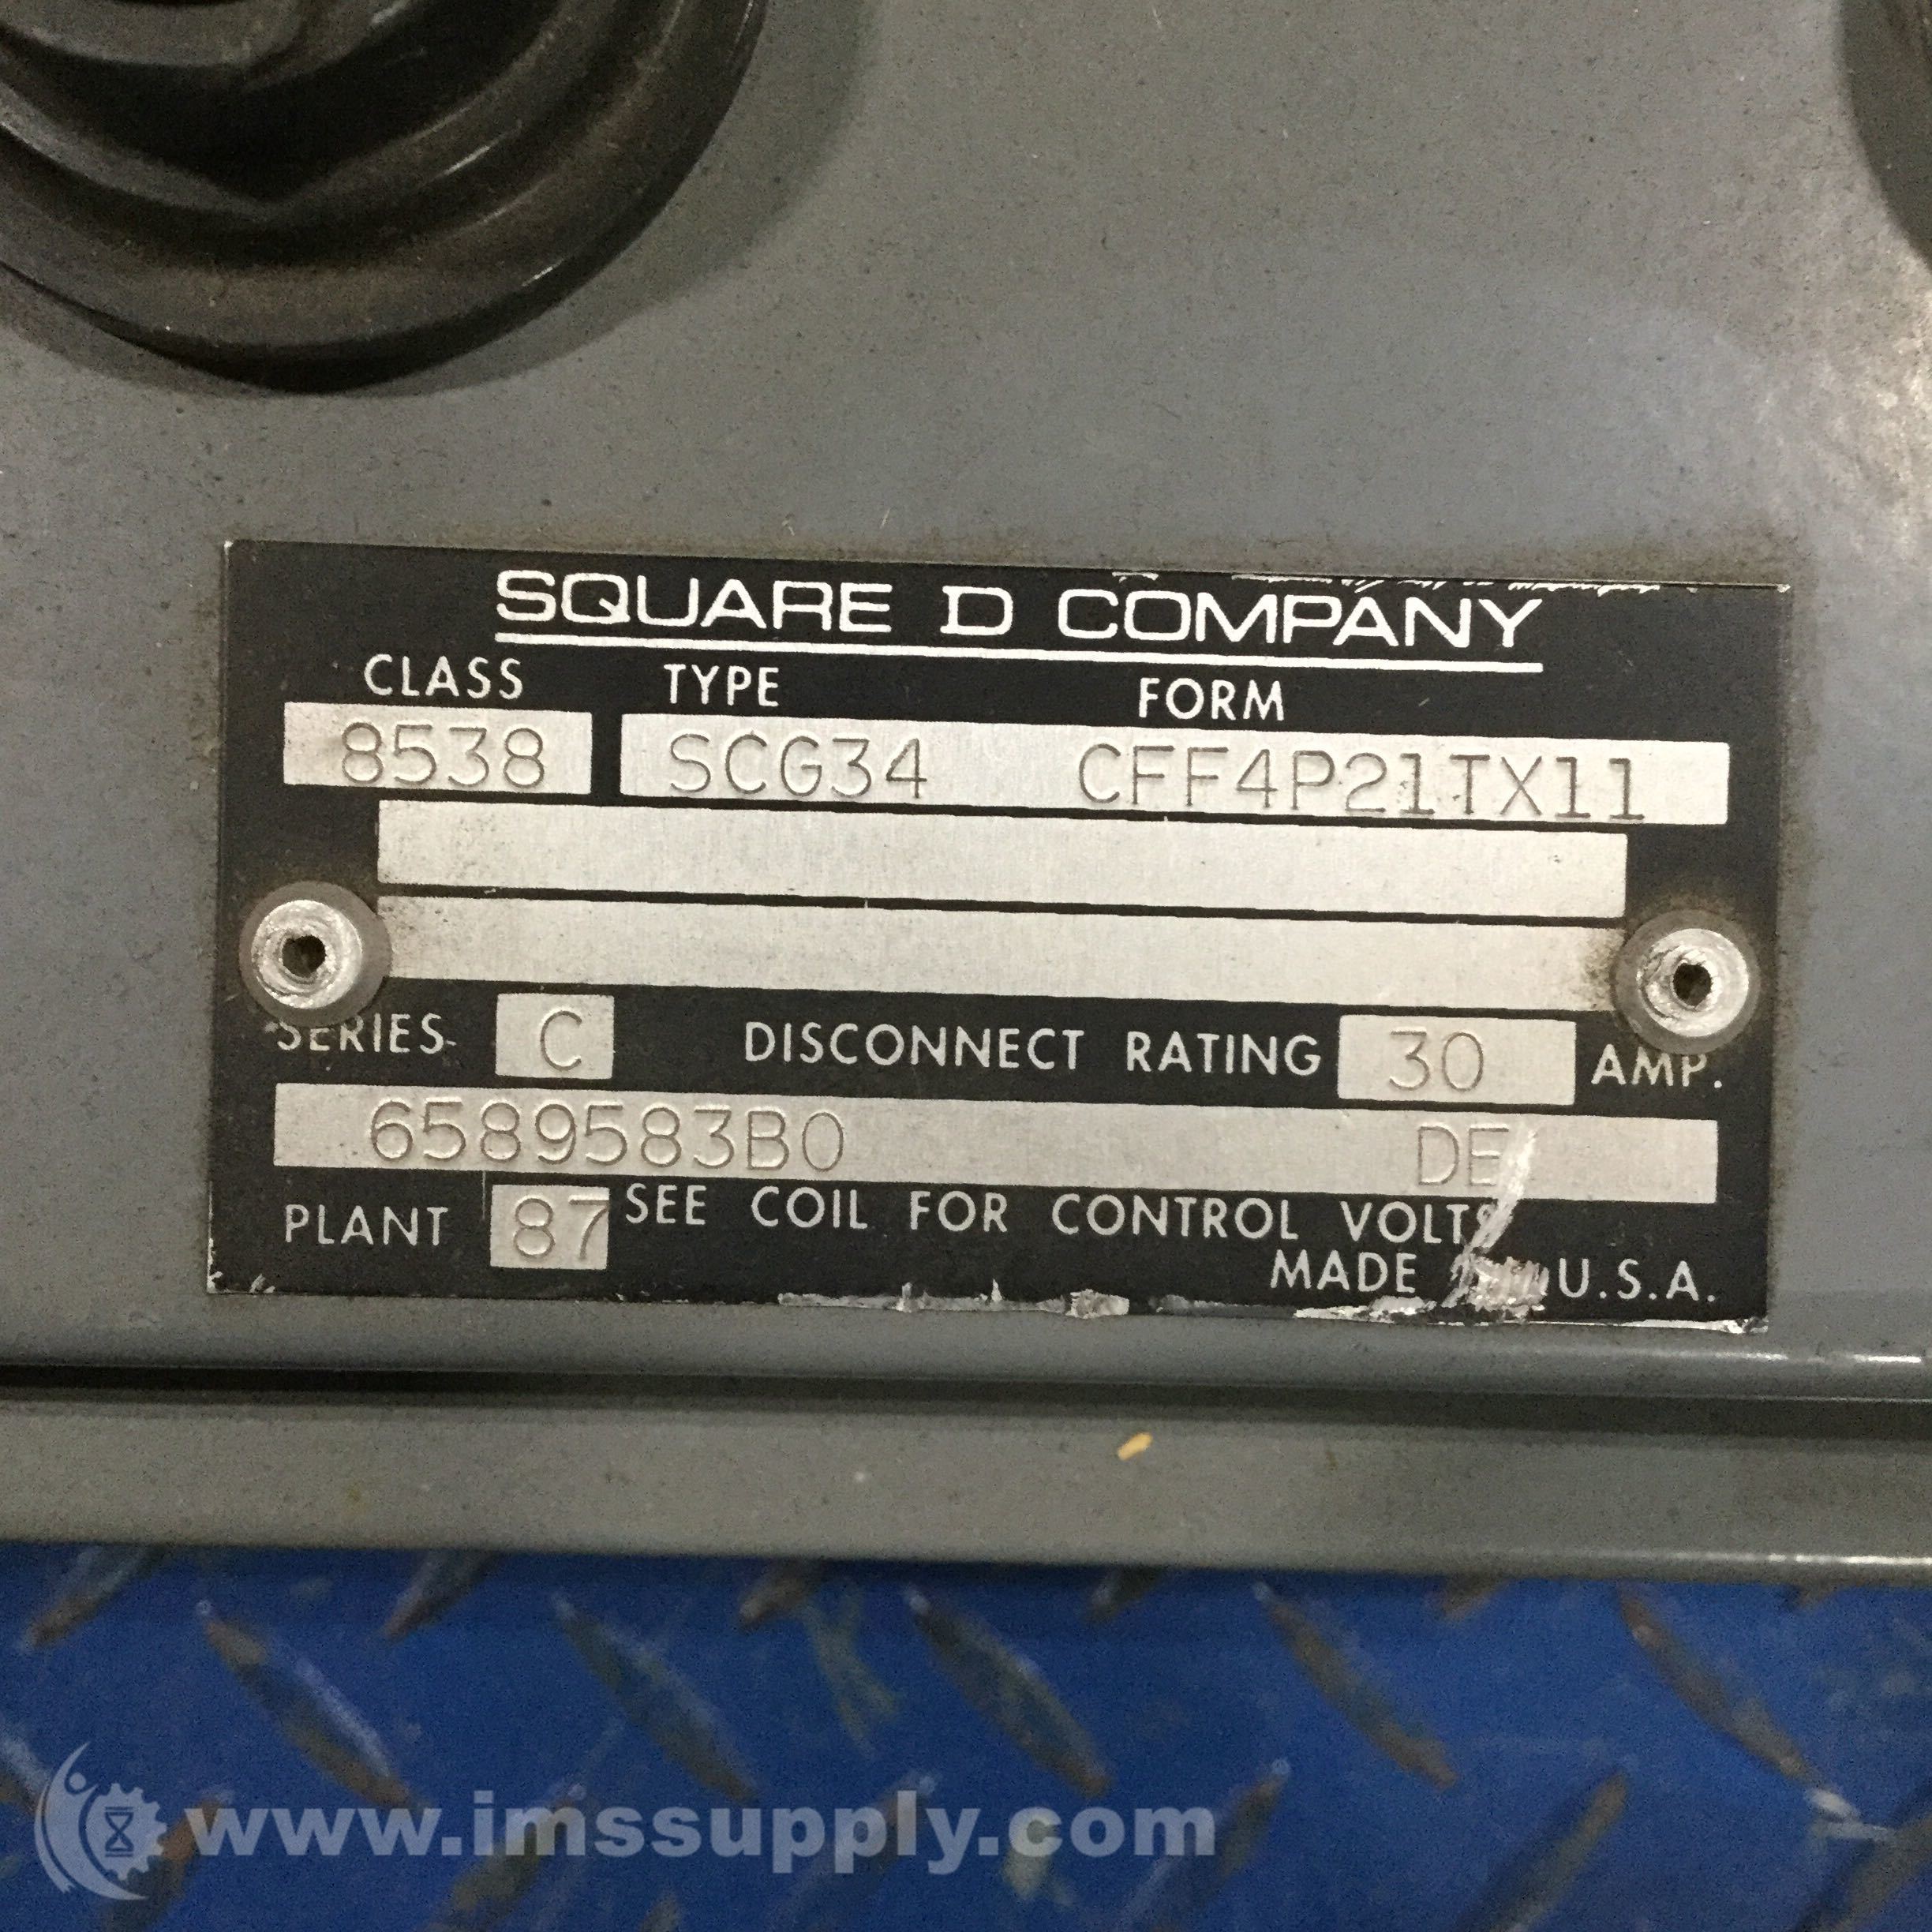 SQUARE D COMPANY
CLASS TYPE FORM
8538 SCG34 CFF4P21TX11
SERIES C DISCONNECT RATING 30 AMP.
6589583B0 DE
PLANT 87 SEE COIL FOR CONTROL VOLTS
MADE U.S.A.
www.imssupply.com